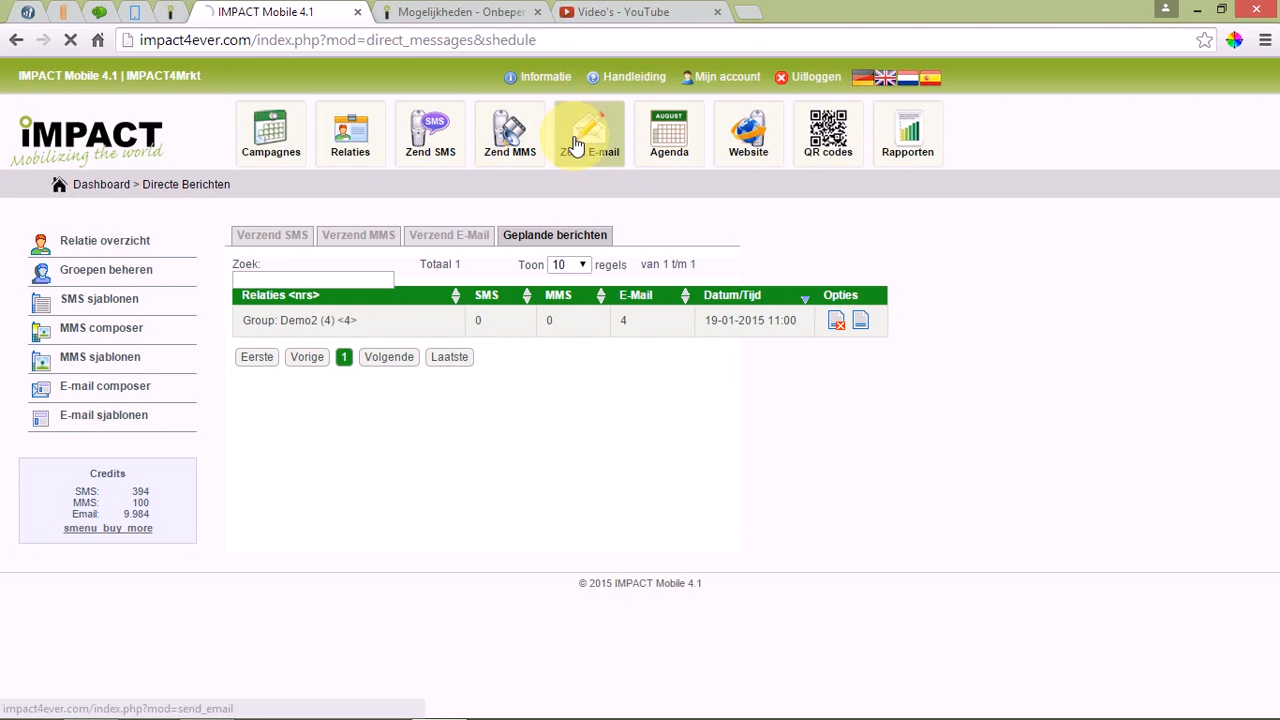 IMPACT Mobile 4.1
Mogelijkheden - Onbeper
Video's - YouTube
impact4ever.com/index.php?mod=direct_messages&shedule
IMPACT Mobile 4.1 | IMPACT4Mrkt
Informatie
Handleiding
Mijn account
Uitloggen
iMPACT
Mobilizing the world
Campagnes
Relaties
SMS
Zend SMS
Zend MMS
E-mail
AUGUST
Agenda
Website
QR codes
Rapporten
Dashboard > Directe Berichten
Relatie overzicht
Groepen beheren
SMS sjablonen
MMS composer
MMS sjablonen
E-mail composer
E-mail sjablonen
Credits
SMS: 394
MMS: 100
Email: 9.984
smenu_buy_more
Verzend SMS
Verzend MMS
Verzend E-Mail
Geplande berichten
Zoek:
Totaal 1
Toon 10 regels
van 1 t/m 1
Relaties <nrs> SMS MMS E-Mail Datum/Tijd Opties
Group: Demo2 (4) <4> 0 0 4 19-01-2015 11:00
Eerste Vorige 1 Volgende Laatste
© 2015 IMPACT Mobile 4.1
impact4ever.com/index.php?mod=send_email